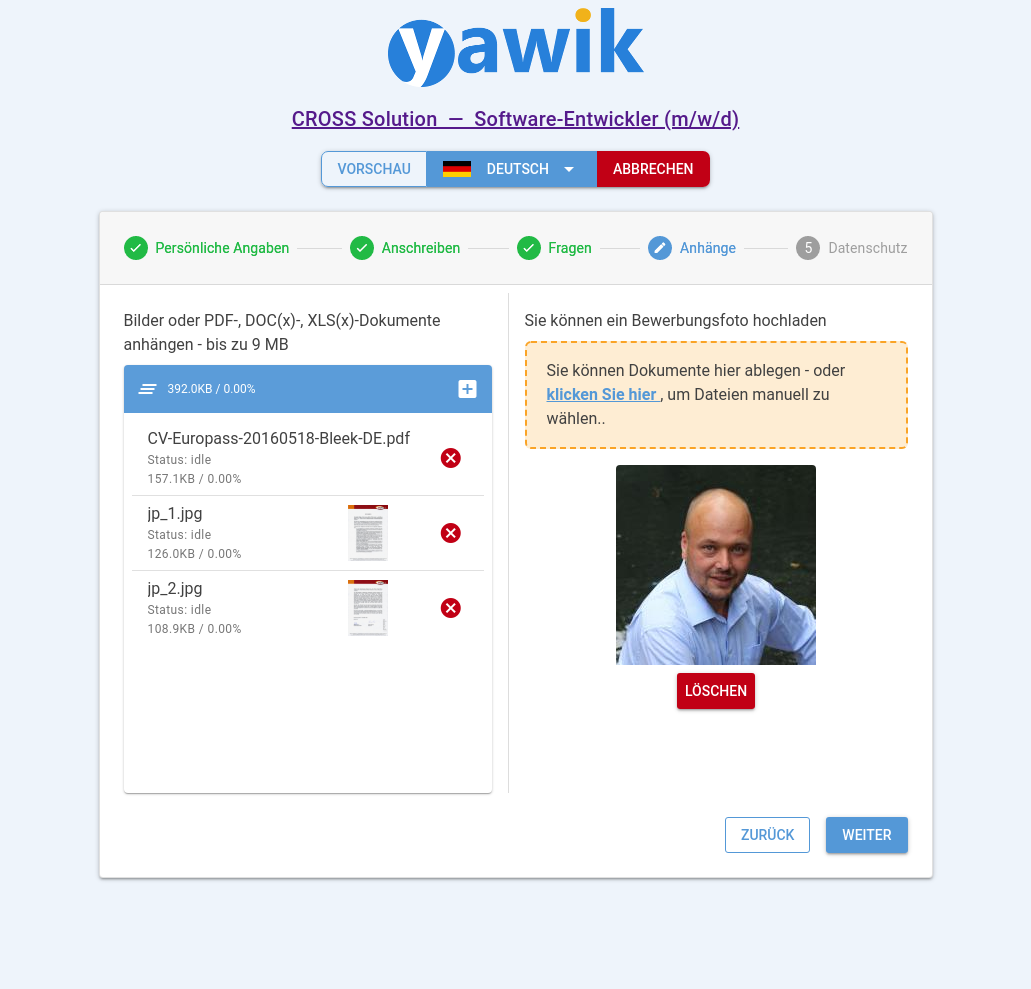 yawik
CROSS Solution — Software-Entwickler (m/w/d)
VORSCHAU DEUTSCH ABBRECHEN
Persönliche Angaben Anschreiben Fragen Anhänge 5 Datenschutz
Bilder oder PDF-, DOC(x)-, XLS(x)-Dokumente
anhängen - bis zu 9 MB
392.0KB / 0.00%
CV-Europass-20160518-Bleek-DE.pdf
Status: idle
157.1KB / 0.00%
jp_1.jpg
Status: idle
126.0KB / 0.00%
jp_2.jpg
Status: idle
108.9KB / 0.00%
Sie können ein Bewerbungsfoto hochladen
Sie können Dokumente hier ablegen - oder
klicken Sie hier , um Dateien manuell zu
wählen..
LÖSCHEN
ZURÜCK WEITER